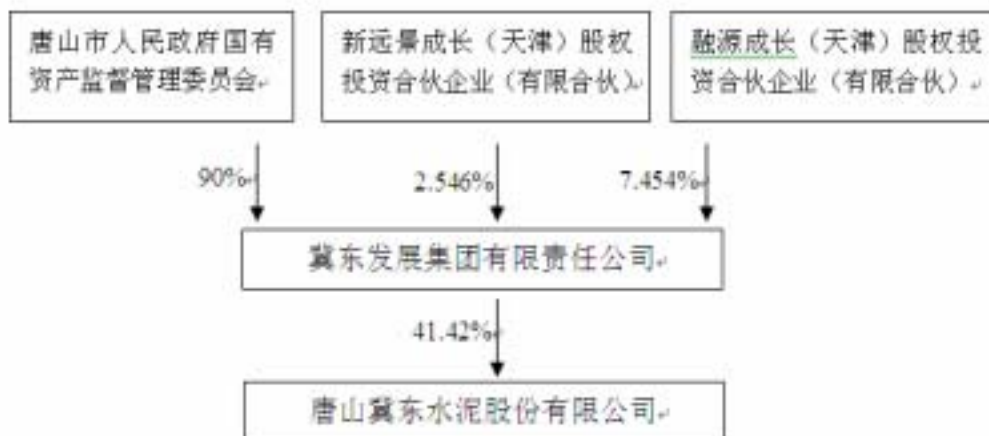 唐山市人民政府国有
资产监督管理委员会
新远景成长（天津）股权
投资合伙企业（有限合伙）
融源成长（天津）股权投
资合伙企业（有限合伙）
90%
2.546%
7.454%
冀东发展集团有限责任公司
41.42%
唐山冀东水泥股份有限公司